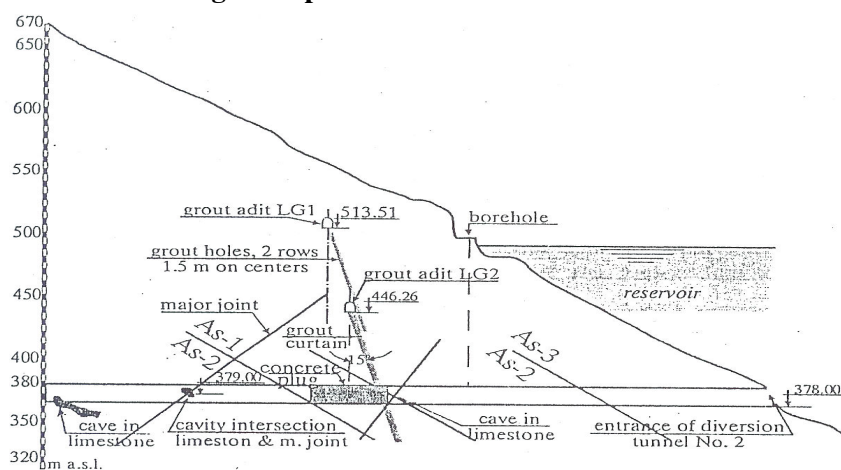 670
650
600
550
grout adit LG1
513.51
borehole
500
grout holes, 2 rows
1.5 m on centers
grout adit LG2
reservoir
450
446.26
major joint
As-1
As-2
grout
curtain
As-3
As-2
400
15
concrete
plug
380
379.00
378.00
350
cave in
limestone
cavity intersection
limeston & m. joint
cave in
limestone
entrance of diversion
tunnel No. 2
320
m a.s.l.